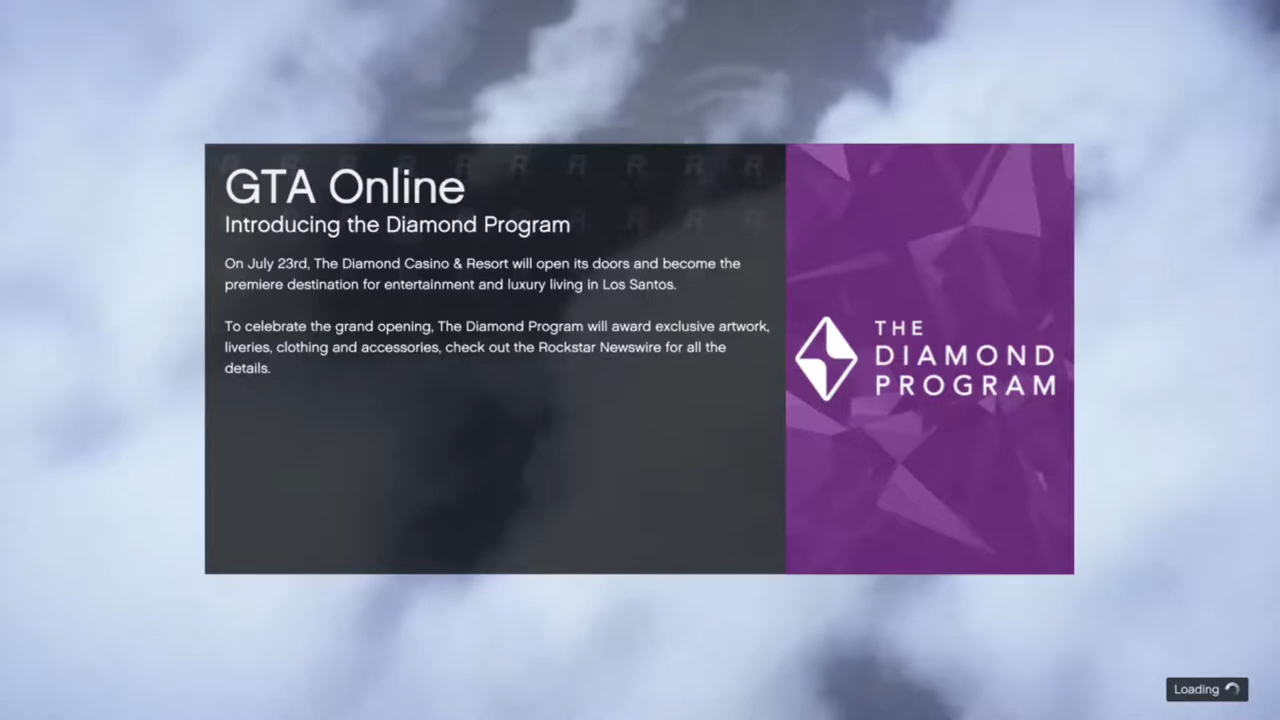 GTA Online
Introducing the Diamond Program
On July 23rd, The Diamond Casino & Resort will open its doors and become the
premiere destination for entertainment and luxury living in Los Santos.
To celebrate the grand opening, The Diamond Program will award exclusive artwork,
liveries, clothing and accessories, check out the Rockstar Newswire for all the
details.
THE
DIAMOND
PROGRAM
Loading